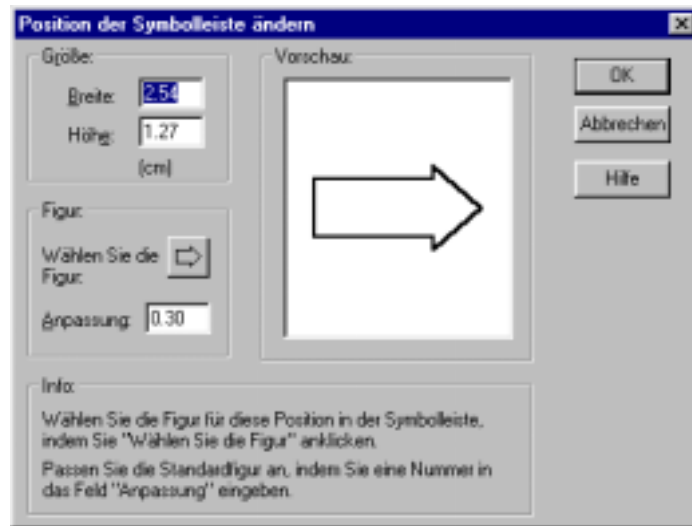 Position der Symbolleiste ändern
Größe:
Breite: 2.54
Höhe: 1.27
(cm)
Figur:
Wählen Sie die
Figur:
Anpassung: 0.30
Vorschau:
OK
Abbrechen
Hilfe
Info:
Wählen Sie die Figur für diese Position in der Symbolleiste,
indem Sie "Wählen Sie die Figur" anklicken.
Passen Sie die Standardfigur an, indem Sie eine Nummer in
das Feld "Anpassung" eingeben.